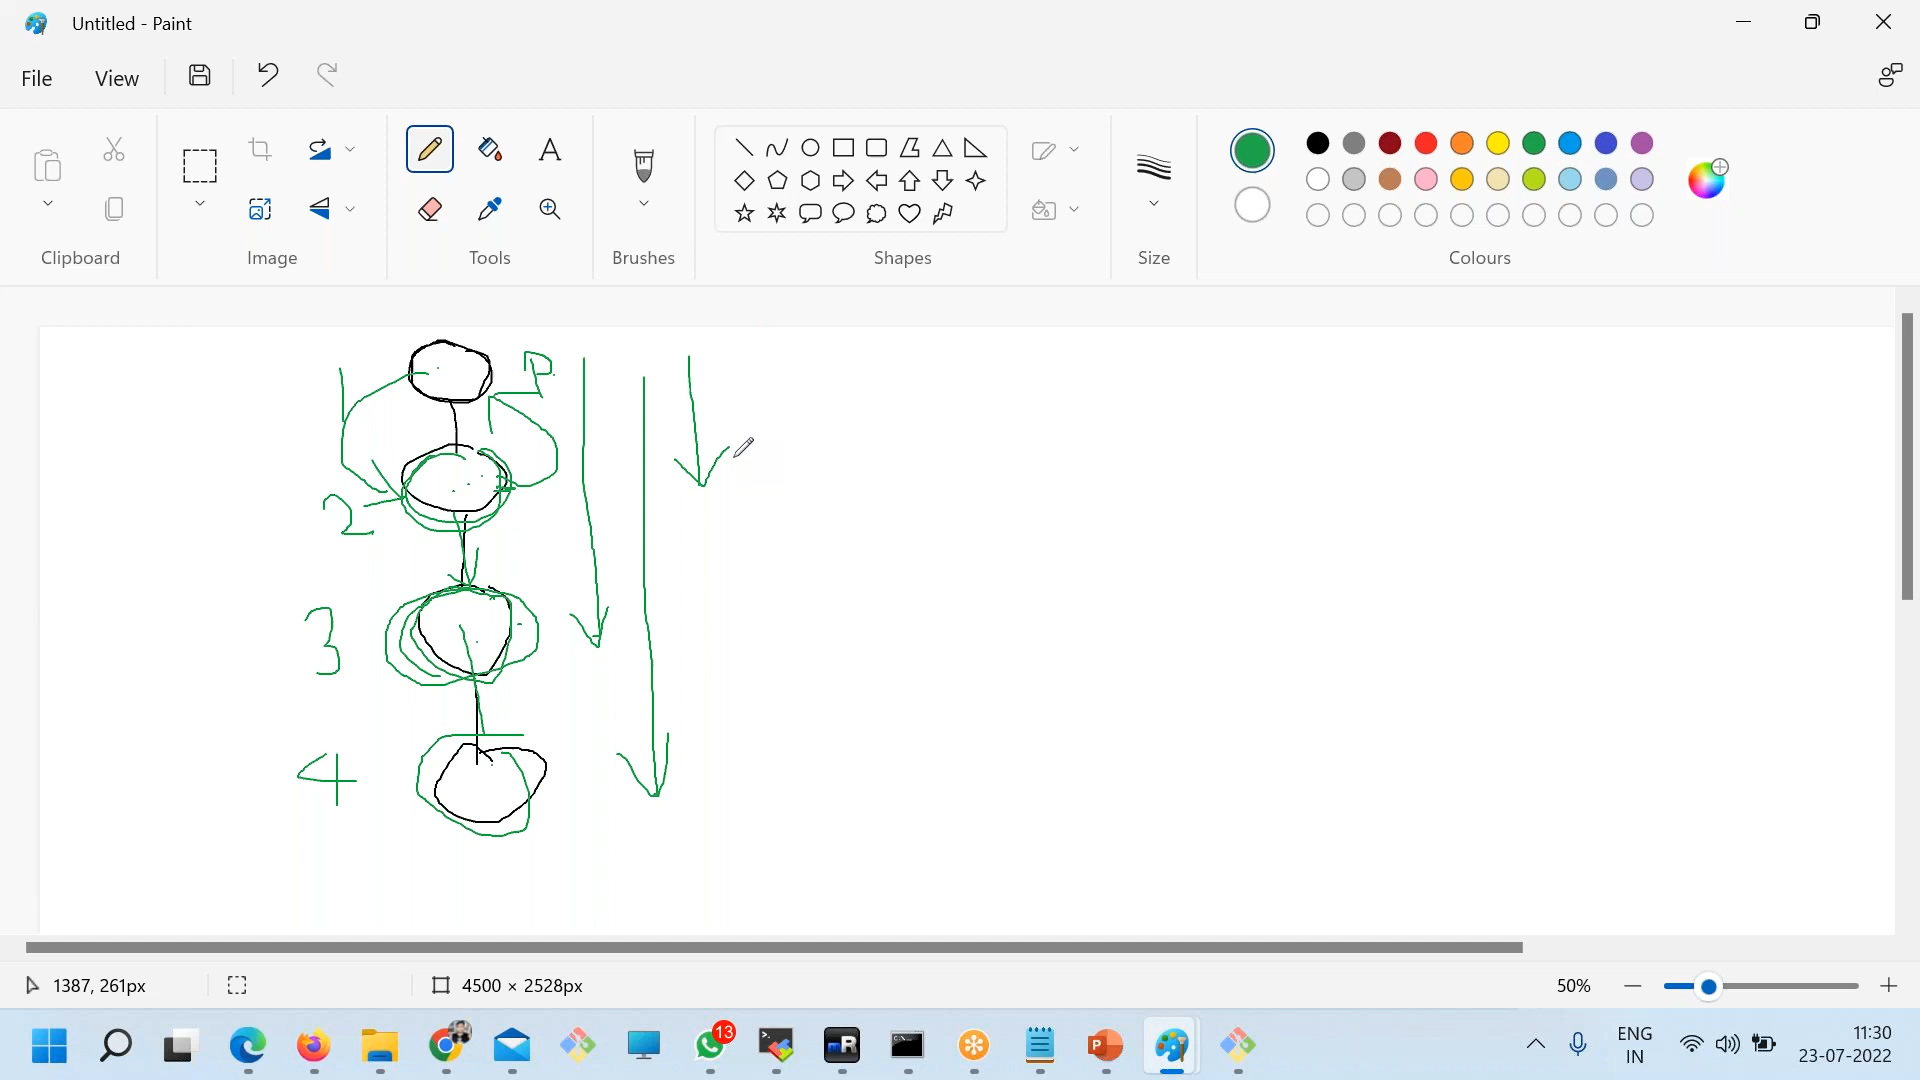 Untitled - Paint
File View
Clipboard Image Tools Brushes Shapes Size Colours
2
3
4
1387, 261px 4500 × 2528px 50%
13
ENG
IN
11:30
23-07-2022